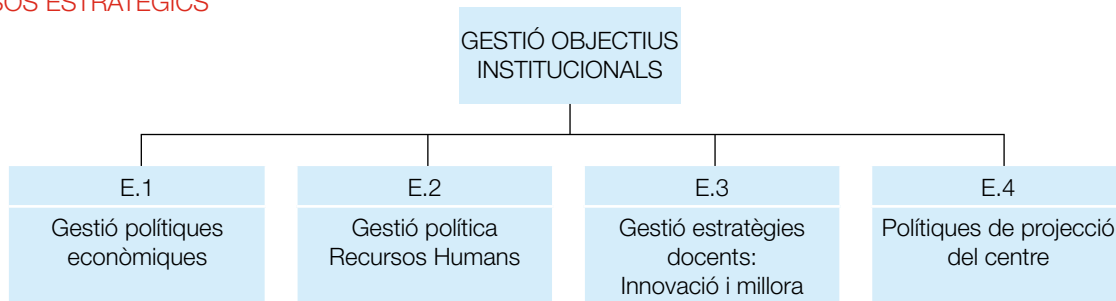 SOS ESTRATÈGICS
GESTIÓ OBJECTIUS
INSTITUCIONALS
E.1
Gestió polítiques
econòmiques
E.2
Gestió política
Recursos Humans
E.3
Gestió estratègies
docents:
Innovació i millora
E.4
Polítiques de projecció
del centre